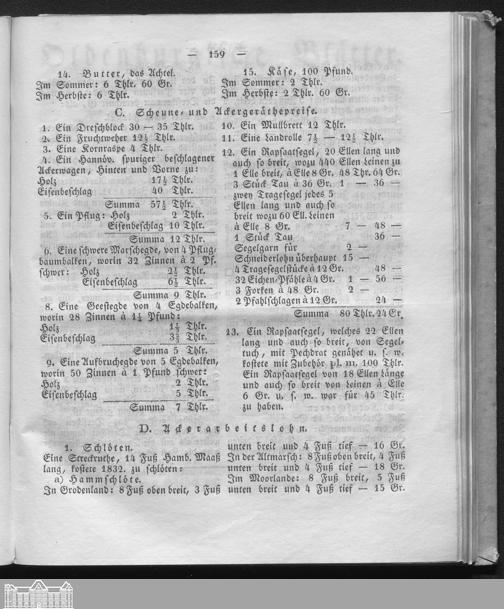 — 159 —
14. Butter, das Achtel.
Im Sommer: 6 Thlr. 60 Gr.
Im Herbste: 6 Thlr.
15. Käse, 100 Pfund.
Im Sommer: 2 Thlr.
Im Herbste: 2 Thlr. 60 Gr.
C. Scheune- und Ackergeräthepreise.
1. Ein Dreschblock 30 — 35 Thlr.
2. Ein Fruchtweher 12½ Thlr.
3. Eine Kornraspe 4 Thlr.
4. Ein Hannöv. spuriger beschlagener
Ackerwagen, Hinten und Vorne zu:
Holz 17½ Thlr.
Eisenbeschlag 40 Thlr.
Summa 57½ Thlr.
5. Ein Pflug: Holz 2 Thlr.
Eisenbeschlag 10 Thlr.
Summa 12 Thlr.
6. Eine schwere Marschegde, von 4 Pflug-
baumbalken, worin 32 Zinnen à 2 Pf.
schwer: Holz 2½ Thlr.
Eisenbeschlag 6½ Thlr.
Summa 9 Thlr.
8. Eine Geestegde von 4 Egdebalken,
worin 28 Zinnen à 1¼ Pfund:
Holz 1¼ Thlr.
Eisenbeschlag 3¾ Thlr.
Summa 5 Thlr.
9. Eine Aufbruchegde von 5 Egdebalken,
worin 50 Zinnen à 1 Pfund schwer:
Holz 2 Thlr.
Eisenbeschlag 5 Thlr.
Summa 7 Thlr.
10. Ein Mullbrett 12 Thlr.
11. Eine Landrolle 7½ — 12½ Thlr.
12. Ein Rapsaatsegel, 20 Ellen lang und
auch so breit, wozu 440 Ellen Leinen zu
1 Elle breit, à Elle 8 Gr. 48 Thr. 64 Gr.
3 Stück Tau à 36 Gr. 1 — 36 —
zwey Tragesegel jedes 5
Ellen lang und auch so
breit wozu 60 Ell. Leinen
à Elle 8 Gr. 7 — 48 —
1 Stück Tau 36 —
Segelgarn für 2 —
Schneiderlohn überhaupt 15 —
4 Tragesegelstücke à 12 Gr. 48 —
32 Eichen-Pfähle à 4 Gr. 1 — 56 —
3 Forken à 48 Gr. 2 —
2 Pfahlschlagen à 12 Gr. 24 —
Summa 80 Thlr. 24 Gr.
13. Ein Rapsaatsegel, welches 22 Ellen
lang und auch so breit, von Segel-
tuch, mit Pechdrat genähet u. s. w.
kostete mit Zubehör pl. m. 100 Thlr.
Ein Rapsaatsegel von 18 Ellen Länge
und auch so breit von Leinen à Elle
6 Gr. u. s. w. war für 45 Thlr.
zu haben.
D. Ackerarbeitslohn.
1. Schlöten.
Eine Streckruthe, 14 Fuß Hamb. Maaß
lang, kostete 1832. zu schlöten:
a) Hammschlöte.
In Grodenland: 8 Fuß oben breit, 3 Fuß
unten breit und 4 Fuß tief — 16 Gr.
In der Altmarsch: 8 Fuß oben breit, 4 Fuß
unten breit und 4 Fuß tief — 18 Gr.
Im Moorlande: 8 Fuß breit, 5 Fuß
unten breit und 4 Fuß tief — 15 Gr.